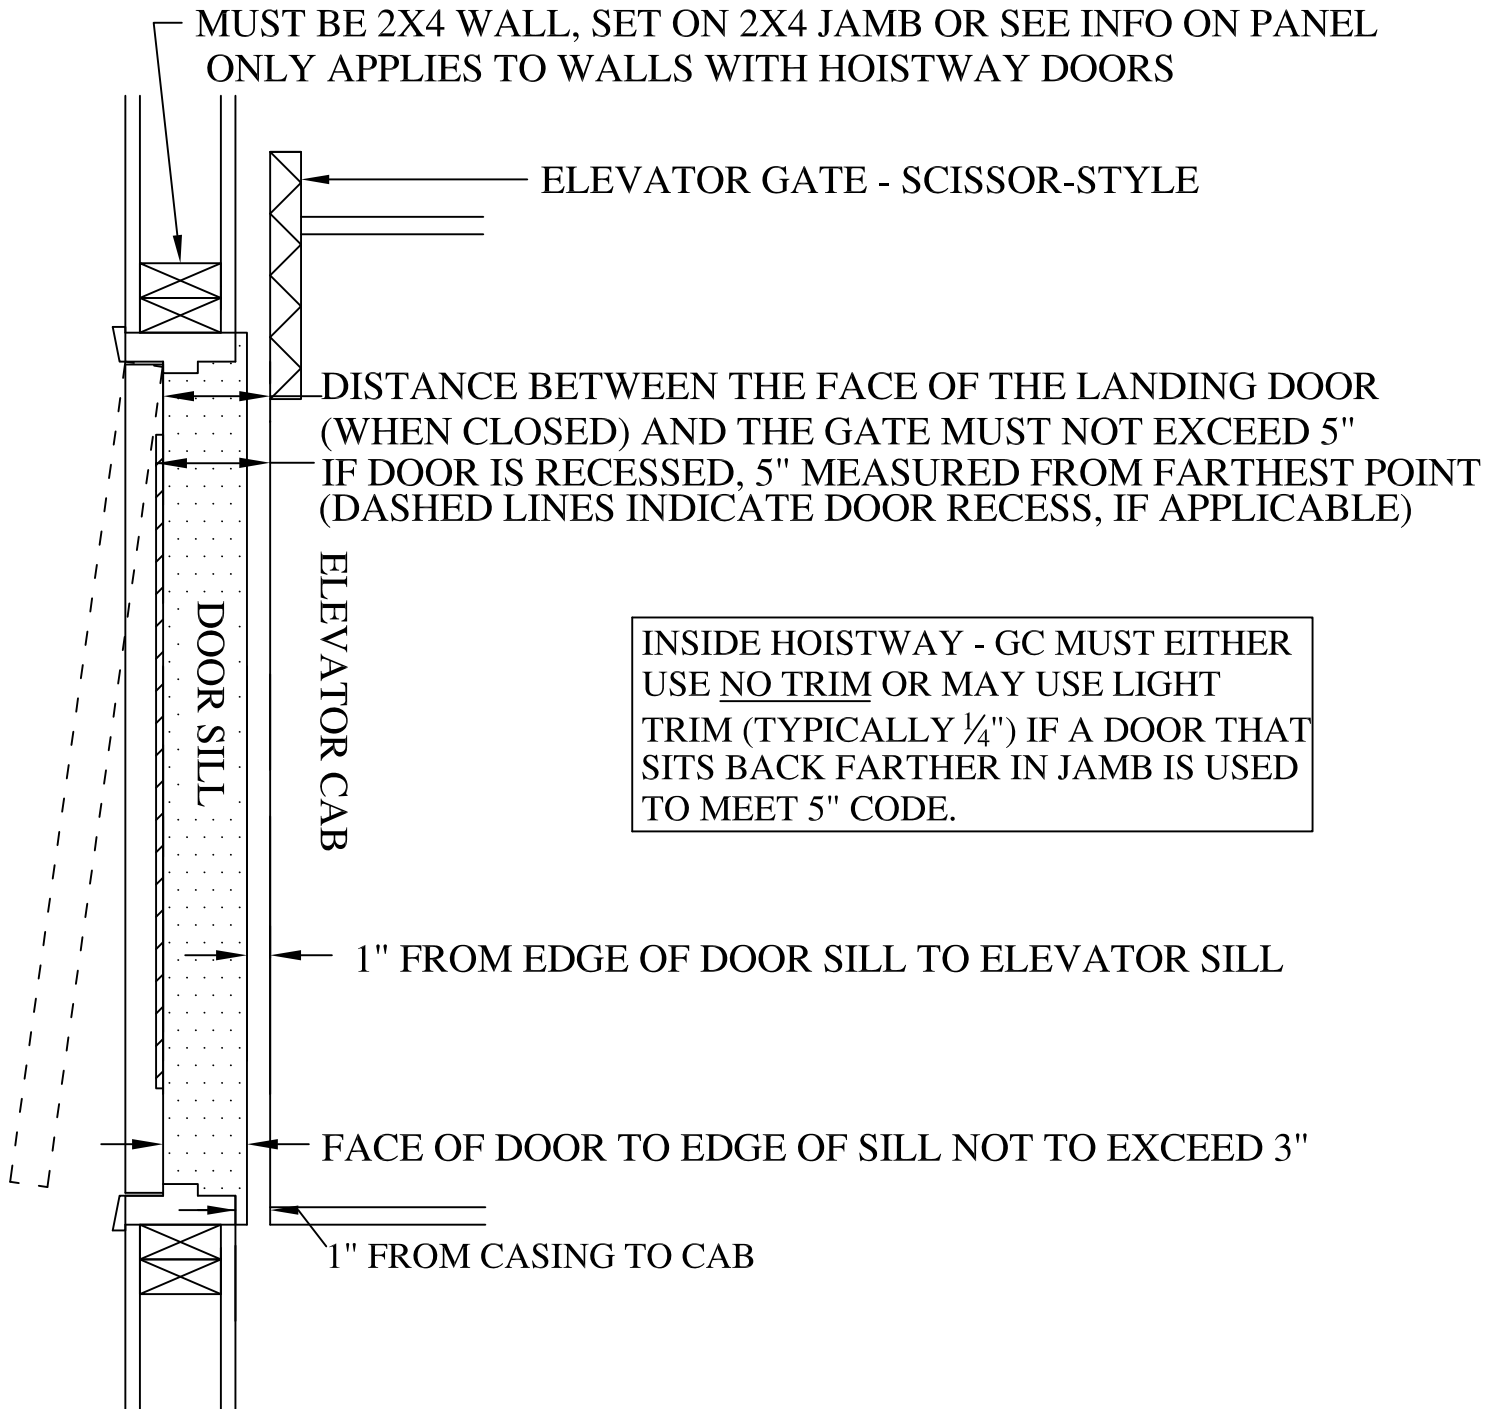 MUST BE 2X4 WALL, SET ON 2X4 JAMB OR SEE INFO ON PANEL
ONLY APPLIES TO WALLS WITH HOISTWAY DOORS
ELEVATOR GATE - SCISSOR-STYLE
DISTANCE BETWEEN THE FACE OF THE LANDING DOOR
(WHEN CLOSED) AND THE GATE MUST NOT EXCEED 5"
IF DOOR IS RECESSED, 5" MEASURED FROM FARTHEST POINT
(DASHED LINES INDICATE DOOR RECESS, IF APPLICABLE)
ELEVATOR CAB
DOOR SILL
INSIDE HOISTWAY - GC MUST EITHER
USE NO TRIM OR MAY USE LIGHT
TRIM (TYPICALLY ¼") IF A DOOR THAT
SITS BACK FARTHER IN JAMB IS USED
TO MEET 5" CODE.
1" FROM EDGE OF DOOR SILL TO ELEVATOR SILL
FACE OF DOOR TO EDGE OF SILL NOT TO EXCEED 3"
1" FROM CASING TO CAB